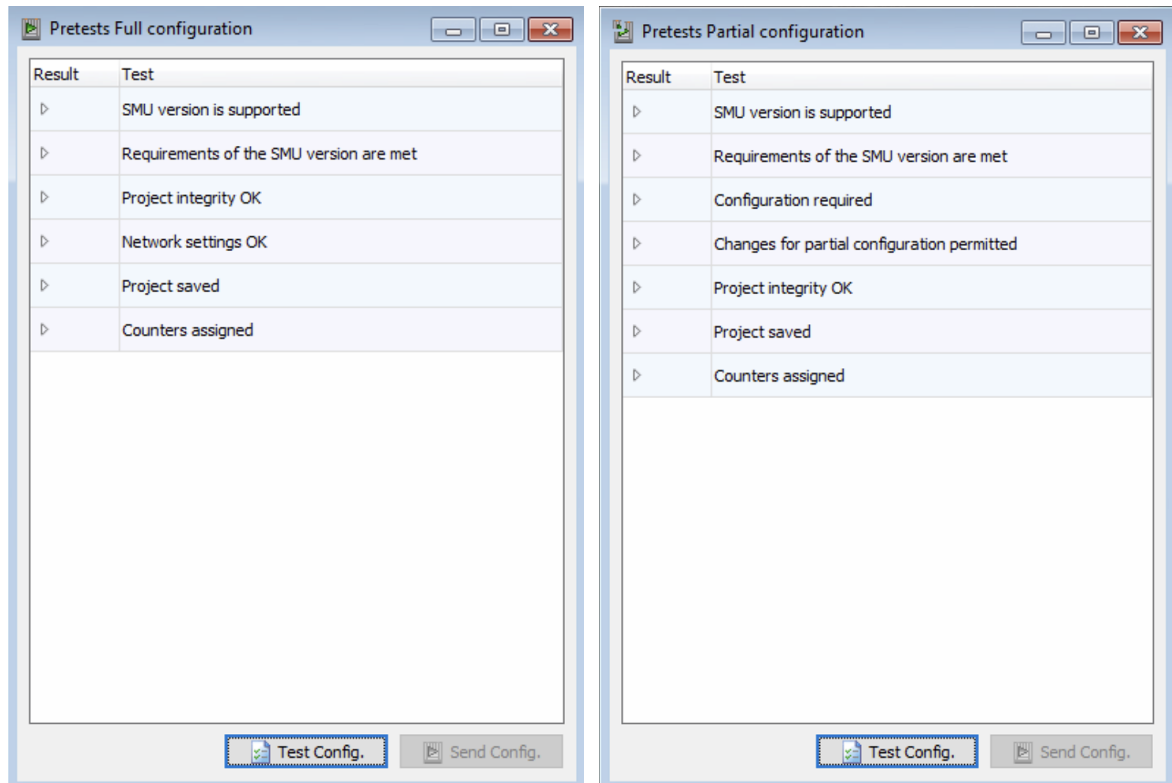 Pretests Full configuration
Result Test
SMU version is supported
Requirements of the SMU version are met
Project integrity OK
Network settings OK
Project saved
Counters assigned
Test Config. Send Config.
Pretests Partial configuration
Result Test
SMU version is supported
Requirements of the SMU version are met
Configuration required
Changes for partial configuration permitted
Project integrity OK
Project saved
Counters assigned
Test Config. Send Config.